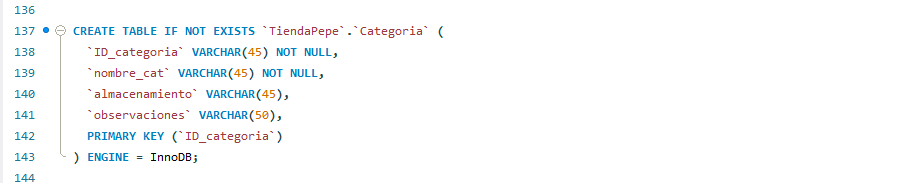 136
137 CREATE TABLE IF NOT EXISTS `TiendaPepe`.`Categoria` (
138 `ID_categoria` VARCHAR(45) NOT NULL,
139 `nombre_cat` VARCHAR(45) NOT NULL,
140 `almacenamiento` VARCHAR(45),
141 `observaciones` VARCHAR(50),
142 PRIMARY KEY (`ID_categoria`)
143 ) ENGINE = InnoDB;
144